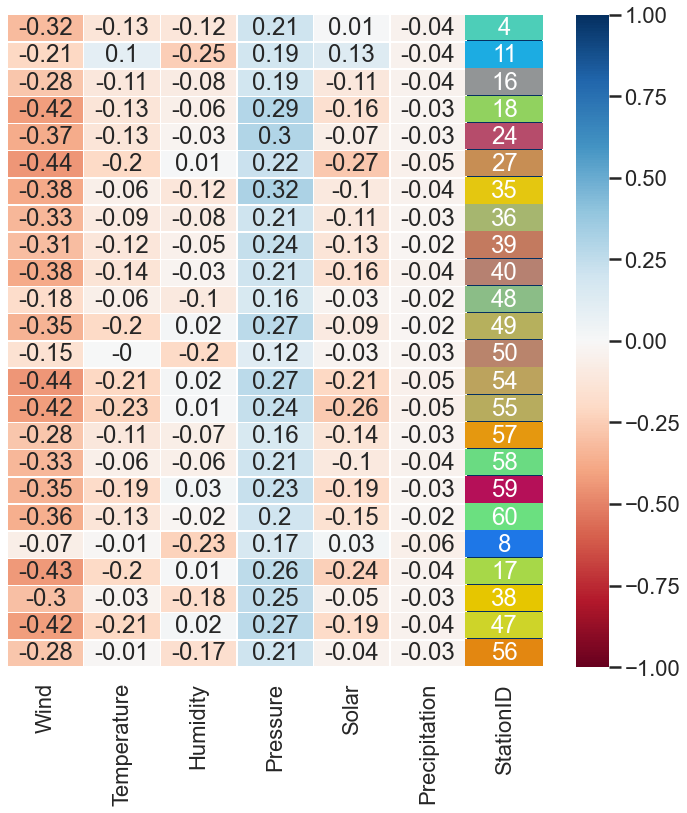 -0.32 -0.13 -0.12 0.21 0.01 -0.04 4
-0.21 0.1 -0.25 0.19 0.13 -0.04 11
-0.28 -0.11 -0.08 0.19 -0.11 -0.04 16
-0.42 -0.13 -0.06 0.29 -0.16 -0.03 18
-0.37 -0.13 -0.03 0.3 -0.07 -0.03 24
-0.44 -0.2 0.01 0.22 -0.27 -0.05 27
-0.38 -0.06 -0.12 0.32 -0.1 -0.04 35
-0.33 -0.09 -0.08 0.21 -0.11 -0.03 36
-0.31 -0.12 -0.05 0.24 -0.13 -0.02 39
-0.38 -0.14 -0.03 0.21 -0.16 -0.04 40
-0.18 -0.06 -0.1 0.16 -0.03 -0.02 48
-0.35 -0.2 0.02 0.27 -0.09 -0.02 49
-0.15 -0 -0.2 0.12 -0.03 -0.03 50
-0.44 -0.21 0.02 0.27 -0.21 -0.05 54
-0.42 -0.23 0.01 0.24 -0.26 -0.05 55
-0.28 -0.11 -0.07 0.16 -0.14 -0.03 57
-0.33 -0.06 -0.06 0.21 -0.1 -0.04 58
-0.35 -0.19 0.03 0.23 -0.19 -0.03 59
-0.36 -0.13 -0.02 0.2 -0.15 -0.02 60
-0.07 -0.01 -0.23 0.17 0.03 -0.06 8
-0.43 -0.2 0.01 0.26 -0.24 -0.04 17
-0.3 -0.03 -0.18 0.25 -0.05 -0.03 38
-0.42 -0.21 0.02 0.27 -0.19 -0.04 47
-0.28 -0.01 -0.17 0.21 -0.04 -0.03 56
Wind
Temperature
Humidity
Pressure
Solar
Precipitation
StationID
1.00
0.75
0.50
0.25
0.00
−0.25
−0.50
−0.75
−1.00